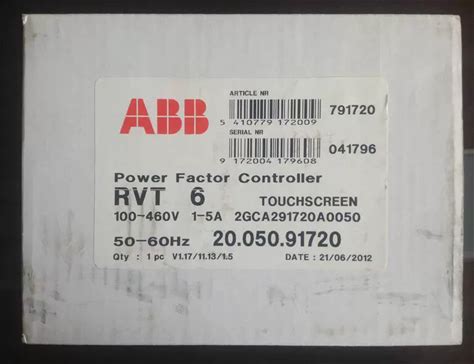 ABB
ARTICLE NR
791720
5 410779 172009
SERIAL NR
041796
9 172004 179608
Power Factor Controller
RVT 6 TOUCHSCREEN
100-460V 1-5A 2GCA291720A0050
50-60Hz 20.050.91720
Qty : 1 pc V1.17/11.13/1.5 DATE : 21/06/2012